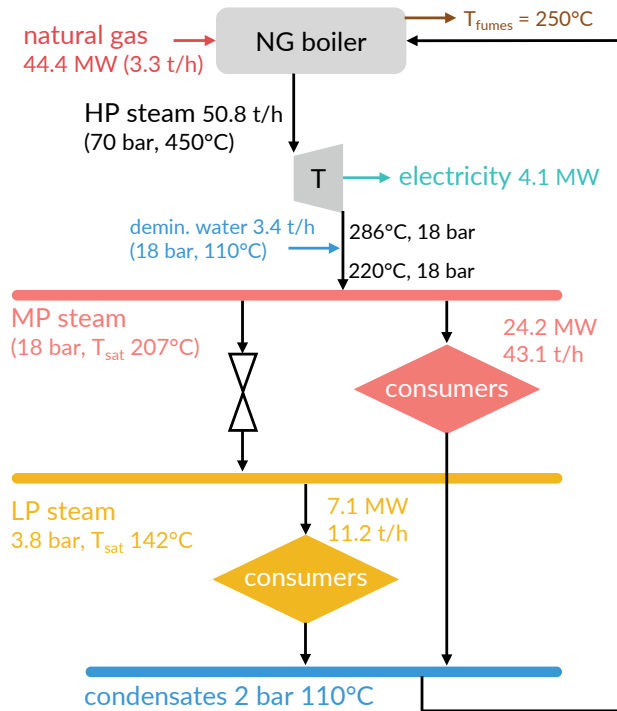 natural gas
44.4 MW (3.3 t/h)
NG boiler
T_fumes = 250°C
HP steam 50.8 t/h
(70 bar, 450°C)
T
electricity 4.1 MW
demin. water 3.4 t/h
(18 bar, 110°C)
286°C, 18 bar
220°C, 18 bar
MP steam
(18 bar, T_sat 207°C)
24.2 MW
43.1 t/h
consumers
LP steam
3.8 bar, T_sat 142°C
7.1 MW
11.2 t/h
consumers
condensates 2 bar 110°C